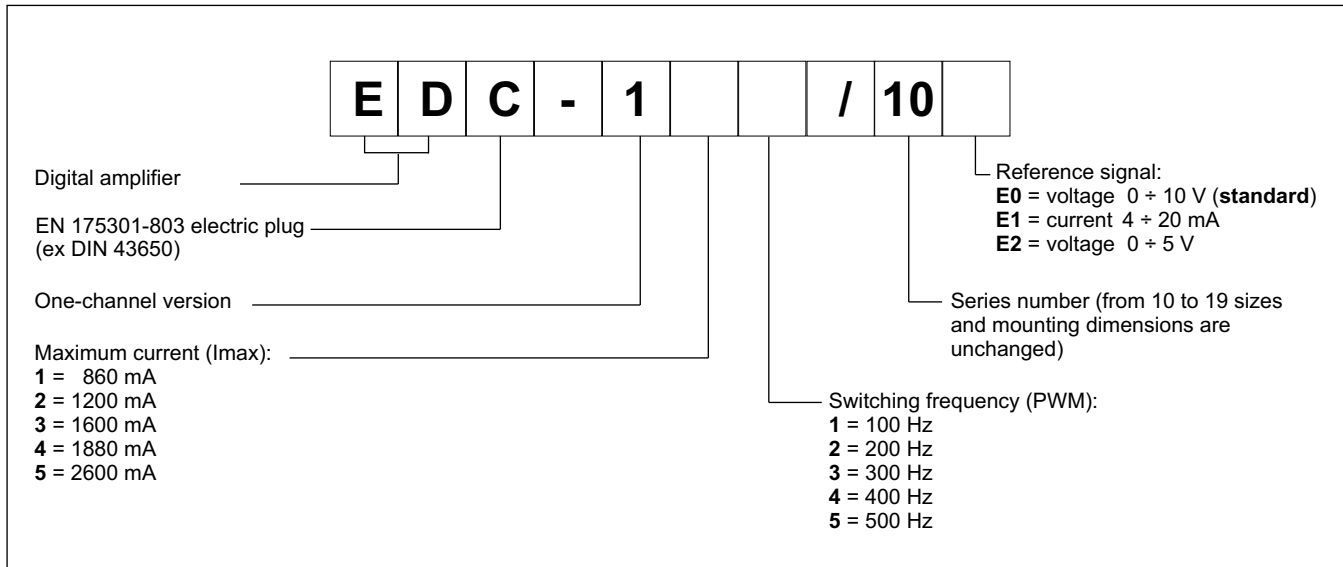 E D C - 1 / 10
Digital amplifier
EN 175301-803 electric plug
(ex DIN 43650)
One-channel version
Maximum current (Imax):
1 = 860 mA
2 = 1200 mA
3 = 1600 mA
4 = 1880 mA
5 = 2600 mA
Reference signal:
E0 = voltage 0 ÷ 10 V (standard)
E1 = current 4 ÷ 20 mA
E2 = voltage 0 ÷ 5 V
Series number (from 10 to 19 sizes
and mounting dimensions are
unchanged)
Switching frequency (PWM):
1 = 100 Hz
2 = 200 Hz
3 = 300 Hz
4 = 400 Hz
5 = 500 Hz